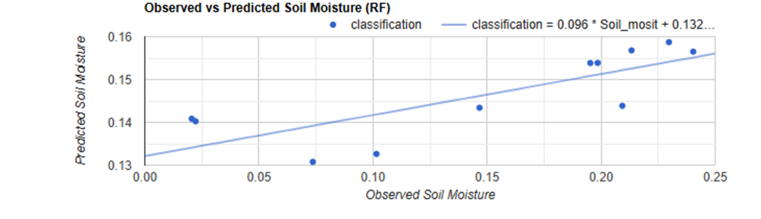 Observed vs Predicted Soil Moisture (RF)
classification
classification = 0.096 * Soil_mosit + 0.132...
Predicted Soil Moisture
0.16
0.15
0.14
0.13
0.00 0.05 0.10 0.15 0.20 0.25
Observed Soil Moisture